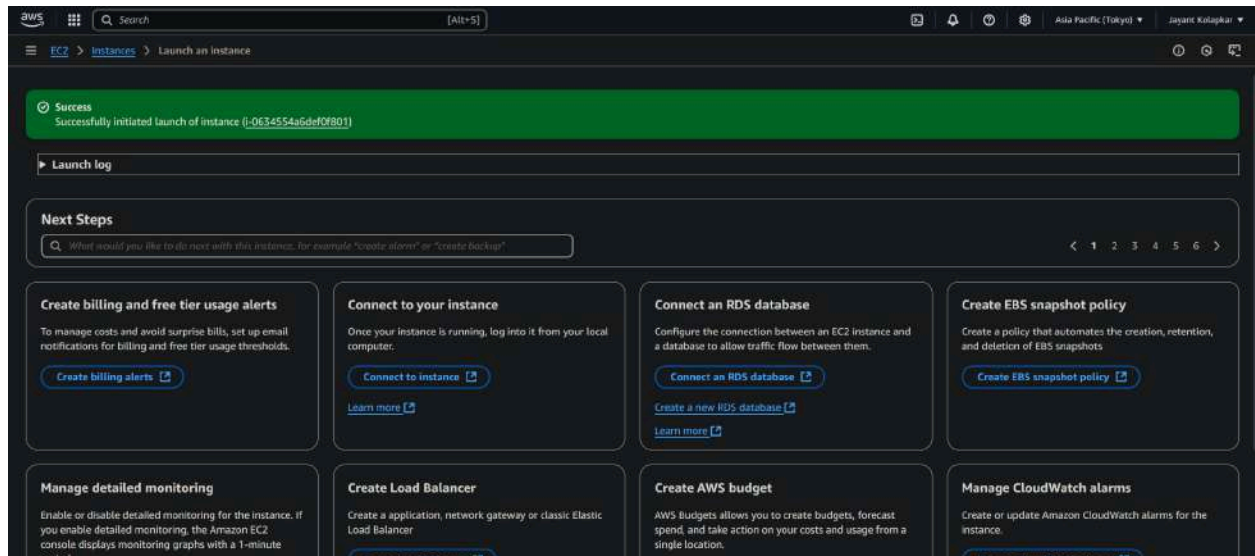 aws
Search
[Alt+S]
Asia Pacific (Tokyo)
Jayant Kolapkar
EC2 > Instances > Launch an instance
Success
Successfully initiated launch of instance (i-0634554a6def0f801)
Launch log
Next Steps
What would you like to do next with this instance, for example "create alarm" or "create backup"
1 2 3 4 5 6
Create billing and free tier usage alerts
To manage costs and avoid surprise bills, set up email
notifications for billing and free tier usage thresholds.
Create billing alerts
Connect to your instance
Once your instance is running, log into it from your local
computer.
Connect to instance
Learn more
Connect an RDS database
Configure the connection between an EC2 instance and
a database to allow traffic flow between them.
Connect an RDS database
Create a new RDS database
Learn more
Create EBS snapshot policy
Create a policy that automates the creation, retention,
and deletion of EBS snapshots
Create EBS snapshot policy
Manage detailed monitoring
Enable or disable detailed monitoring for the instance. If
you enable detailed monitoring, the Amazon EC2
console displays monitoring graphs with a 1-minute
Create Load Balancer
Create a application, network gateway or classic Elastic
Load Balancer
Create AWS budget
AWS Budgets allows you to create budgets, forecast
spend, and take action on your costs and usage from a
single location.
Manage CloudWatch alarms
Create or update Amazon CloudWatch alarms for the
instance.